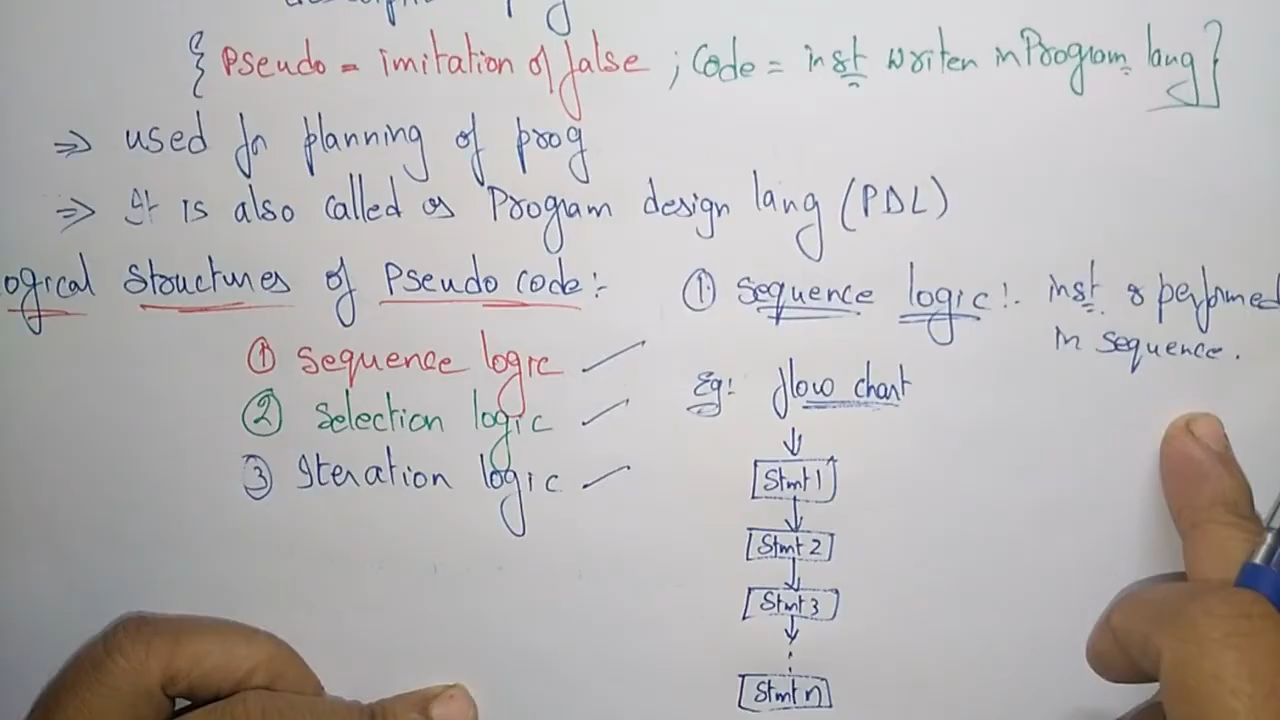 { Pseudo = imitation of false ; Code = inst writen in Program lang }
⇒ used for planning of prog
⇒ It is also called as Program design lang (PDL)
ogical Structures of Pseudo code:-
① Sequence logic
② Selection logic
③ Iteration logic
① Sequence logic:- inst r performed
in sequence.
Eg: flow chart
Stmt 1
Stmt 2
Stmt 3
Stmt n